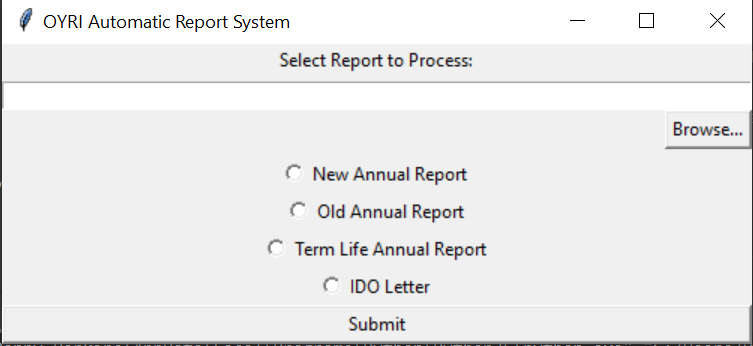 OYRI Automatic Report System
Select Report to Process:
Browse...
New Annual Report
Old Annual Report
Term Life Annual Report
IDO Letter
Submit